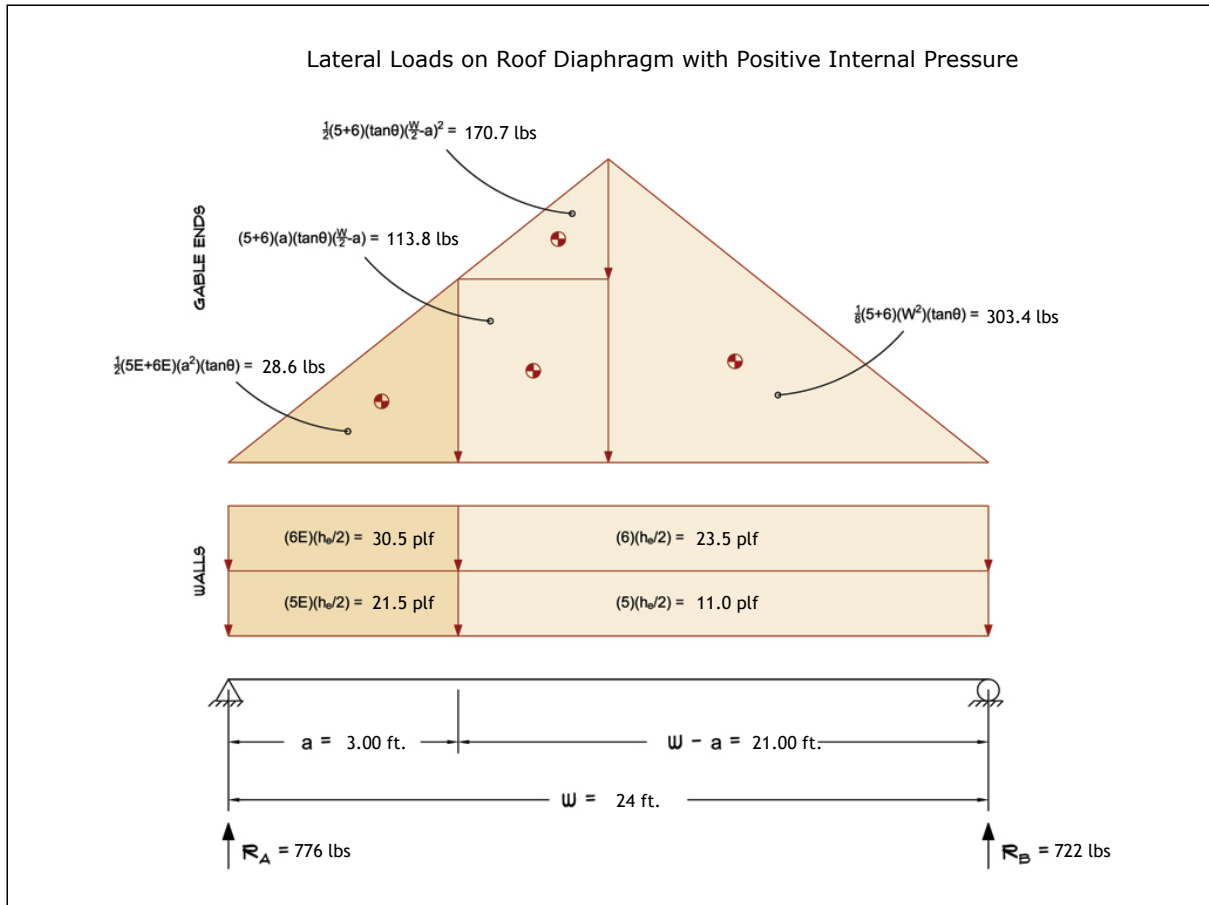 Lateral Loads on Roof Diaphragm with Positive Internal Pressure
½(5+6)(tanθ)(W/2-a)² = 170.7 lbs
GABLE ENDS
(5+6)(a)(tanθ)(W/2-a) = 113.8 lbs
⅛(5+6)(W²)(tanθ) = 303.4 lbs
½(5E+6E)(a²)(tanθ) = 28.6 lbs
WALLS
(6E)(hₑ/2) = 30.5 plf
(6)(hₑ/2) = 23.5 plf
(5E)(hₑ/2) = 21.5 plf
(5)(hₑ/2) = 11.0 plf
a = 3.00 ft.
W - a = 21.00 ft.
W = 24 ft.
R_A = 776 lbs
R_B = 722 lbs